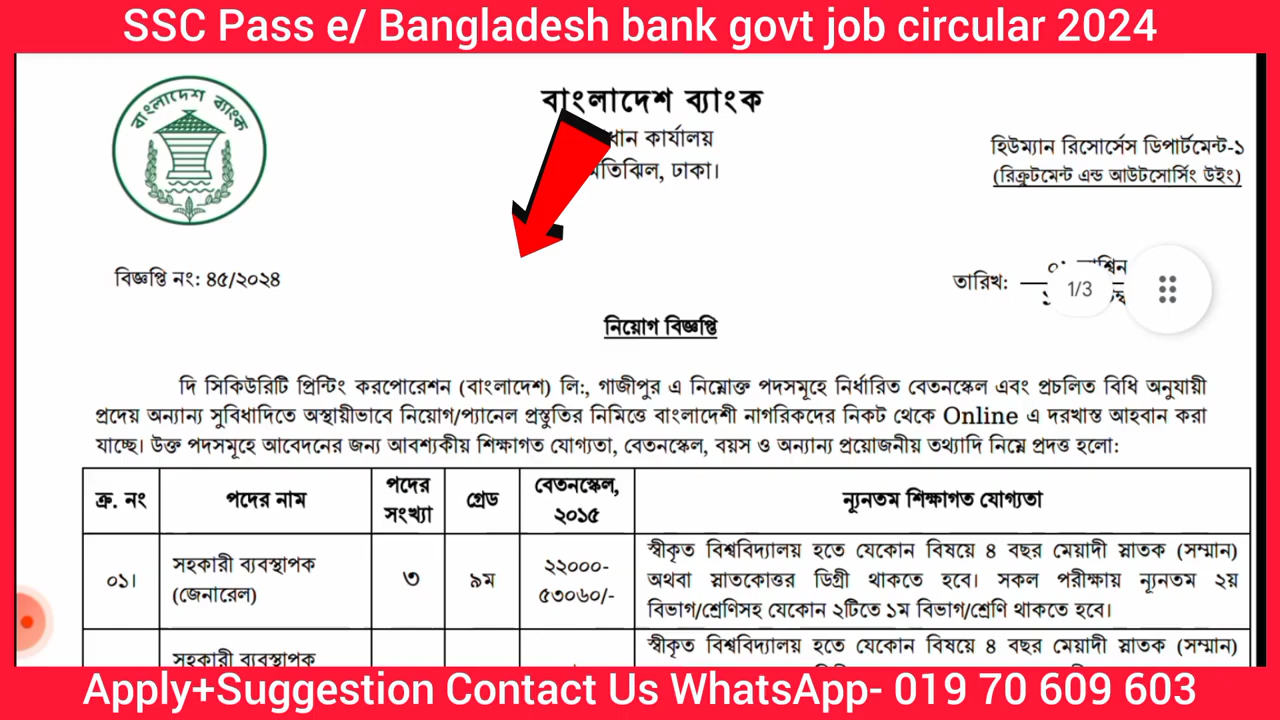 SSC Pass e/ Bangladesh bank govt job circular 2024
বাংলাদেশ ব্যাংক
বাংলাদেশ ব্যাংক
কার্যালয়
ঢাকা।
হিউম্যান রিসোর্সেস ডিপার্টমেন্ট-১
(রিক্রুটমেন্ট এন্ড আউটসোর্সিং উইং)
বিজ্ঞপ্তি নং: ৪৫/২০২৪
তারিখ:
1/3
নিয়োগ বিজ্ঞপ্তি
দি সিকিউরিটি প্রিন্টিং করপোরেশন (বাংলাদেশ) লি:, গাজীপুর এ নিম্নোক্ত পদসমূহে নির্ধারিত বেতনস্কেল এবং প্রচলিত বিধি অনুযায়ী
প্রদেয় অন্যান্য সুবিধাদিতে অস্থায়ীভাবে নিয়োগ/প্যানেল প্রস্তুতির নিমিত্তে বাংলাদেশী নাগরিকদের নিকট থেকে Online এ দরখাস্ত আহবান করা
যাচ্ছে। উক্ত পদসমূহে আবেদনের জন্য আবশ্যকীয় শিক্ষাগত যোগ্যতা, বেতনস্কেল, বয়স ও অন্যান্য প্রয়োজনীয় তথ্যাদি নিম্নে প্রদত্ত হলো:
ক্র. নং পদের নাম পদের সংখ্যা গ্রেড বেতনস্কেল, ২০১৫ ন্যূনতম শিক্ষাগত যোগ্যতা
০১। সহকারী ব্যবস্থাপক (জেনারেল) ৩ ৯ম ২২০০০-৫৩০৬০/- স্বীকৃত বিশ্ববিদ্যালয় হতে যেকোন বিষয়ে ৪ বছর মেয়াদী স্নাতক (সম্মান)
অথবা স্নাতকোত্তর ডিগ্রী থাকতে হবে। সকল পরীক্ষায় ন্যূনতম ২য়
বিভাগ/শ্রেণিসহ যেকোন ২টিতে ১ম বিভাগ/শ্রেণি থাকতে হবে।
সহকারী ব্যবস্থাপক স্বীকৃত বিশ্ববিদ্যালয় হতে যেকোন বিষয়ে ৪ বছর মেয়াদী স্নাতক (সম্মান)
Apply+Suggestion Contact Us WhatsApp- 019 70 609 603